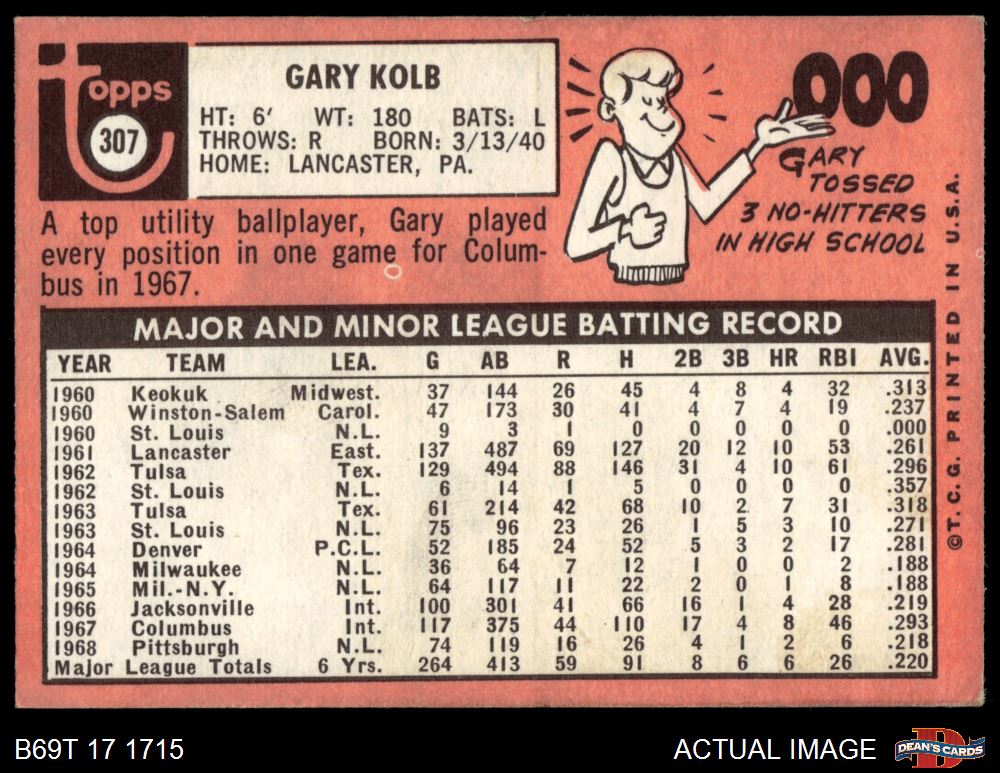 Topps
307
GARY KOLB
HT: 6' WT: 180 BATS: L
THROWS: R BORN: 3/13/40
HOME: LANCASTER, PA.
000
GARY
TOSSED
3 NO-HITTERS
IN HIGH SCHOOL
A top utility ballplayer, Gary played
every position in one game for Colum-
bus in 1967.
MAJOR AND MINOR LEAGUE BATTING RECORD
YEAR TEAM LEA. G AB R H 2B 3B HR RBI AVG.
1960 Keokuk Midwest. 37 144 26 45 4 8 4 32 .313
1960 Winston-Salem Carol. 47 173 30 41 4 7 4 19 .237
1960 St. Louis N.L. 9 3 1 0 0 0 0 0 .000
1961 Lancaster East. 137 487 69 127 20 12 10 53 .261
1962 Tulsa Tex. 129 494 88 146 31 4 10 61 .296
1962 St. Louis N.L. 6 14 1 5 0 0 0 0 .357
1963 Tulsa Tex. 61 214 42 68 10 2 7 31 .318
1963 St. Louis N.L. 75 96 23 26 1 5 3 10 .271
1964 Denver P.C.L. 52 185 24 52 5 3 2 17 .281
1964 Milwaukee N.L. 36 64 7 12 1 0 0 2 .188
1965 Mil.-N.Y. N.L. 64 117 11 22 2 0 1 8 .188
1966 Jacksonville Int. 100 301 41 66 16 1 4 28 .219
1967 Columbus Int. 117 375 44 110 17 4 8 46 .293
1968 Pittsburgh N.L. 74 119 16 26 4 1 2 6 .218
Major League Totals 6 Yrs. 264 413 59 91 8 6 6 26 .220
©T.C.G. PRINTED IN U.S.A.
B69T 17 1715
ACTUAL IMAGE
D
DEAN'S CARDS